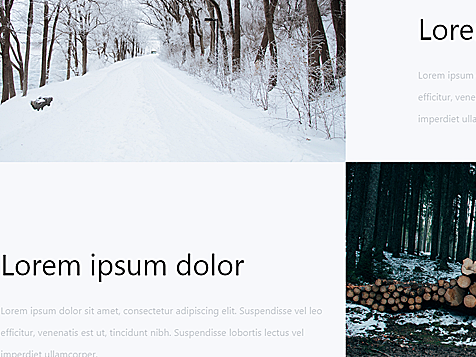 Lore
Lorem ipsum
efficitur, vene
imperdiet ulla
Lorem ipsum dolor
Lorem ipsum dolor sit amet, consectetur adipiscing elit. Suspendisse vel leo
efficitur, venenatis est ut, tincidunt nibh. Suspendisse lobortis lectus vel
imperdiet ullamcorper.